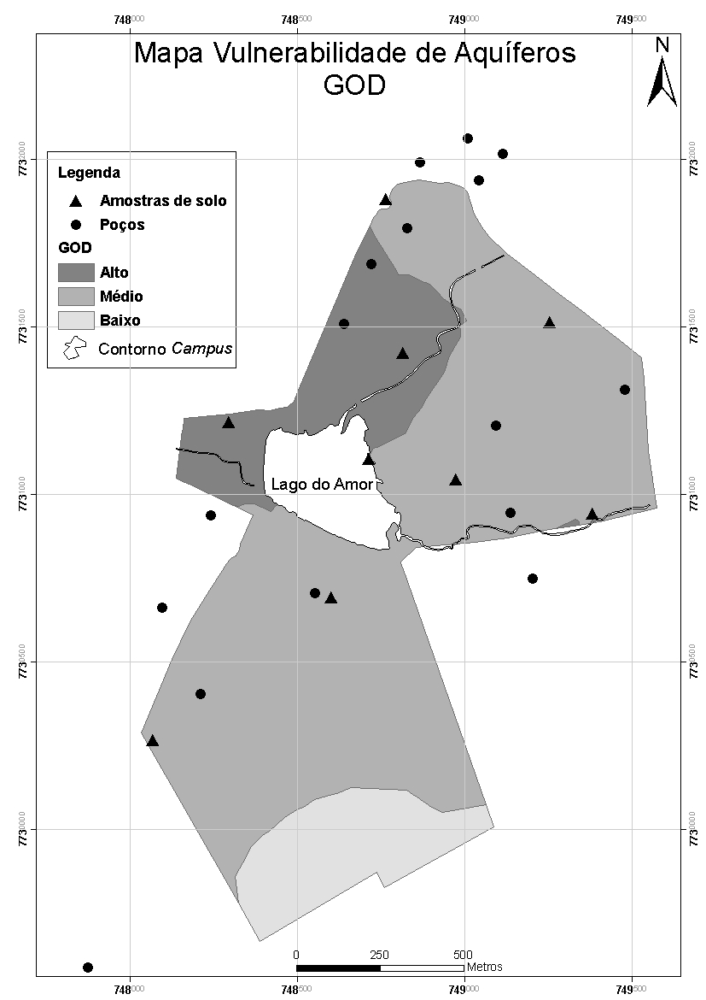 748000 748500 749000 749500
Mapa Vulnerabilidade de Aquíferos
GOD
N
7732000 7732000
Legenda
Amostras de solo
Poços
GOD
Alto
Médio
Baixo
Contorno Campus
7731500 7731500
Lago do Amor
7731000 7731000
7730500 7730500
7730000 7730000
0 250 500
Metros
748000 748500 749000 749500